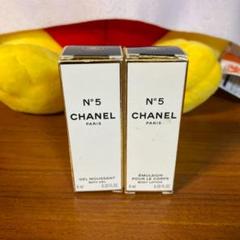 N°5
CHANEL
PARIS
GEL MOUSSANT
BATH GEL
N°5
CHANEL
PARIS
ÉMULSION
POUR LE CORPS
BODY LOTION